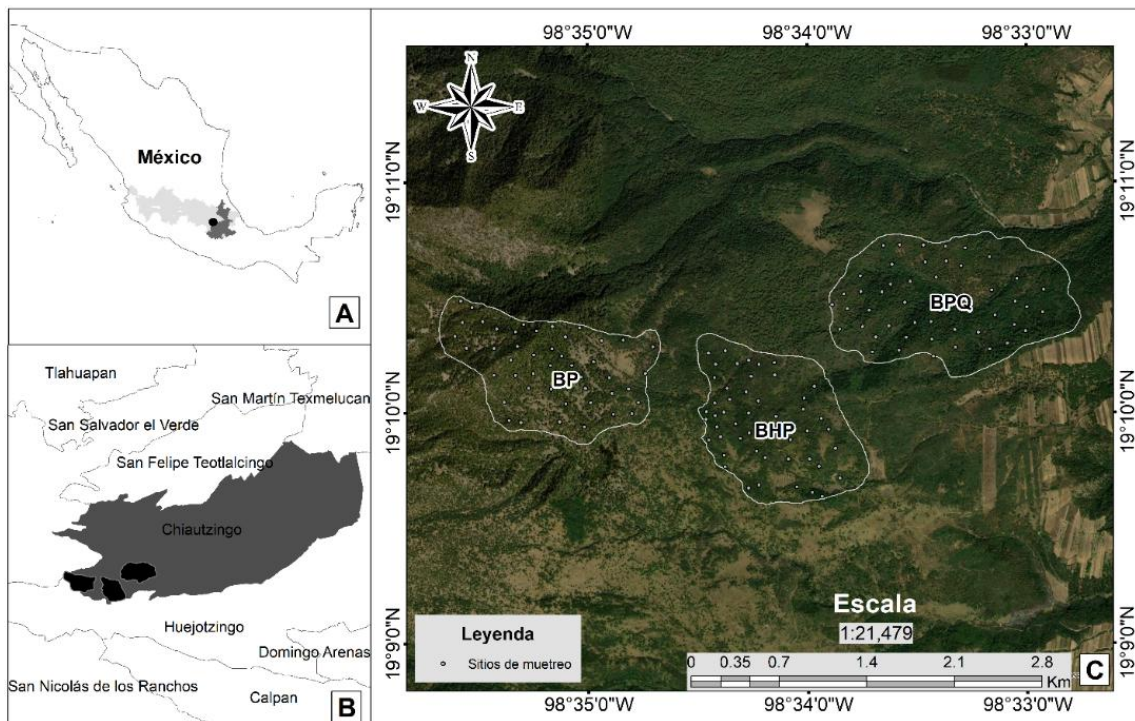 México
A
Tlahuapan
San Martín Texmelucan
San Salvador el Verde
San Felipe Teotlalcingo
Chiautzingo
Huejotzingo
Domingo Arenas
San Nicolás de los Ranchos
Calpan
B
98°35'0"W 98°34'0"W 98°33'0"W
N
W E
S
19°11'0"N 19°11'0"N
BPQ
BP
BHP
19°10'0"N 19°10'0"N
19°9'0"N 19°9'0"N
Leyenda
Sitios de muetreo
Escala
1:21,479
0 0.35 0.7 1.4 2.1 2.8
Km
C
98°35'0"W 98°34'0"W 98°33'0"W